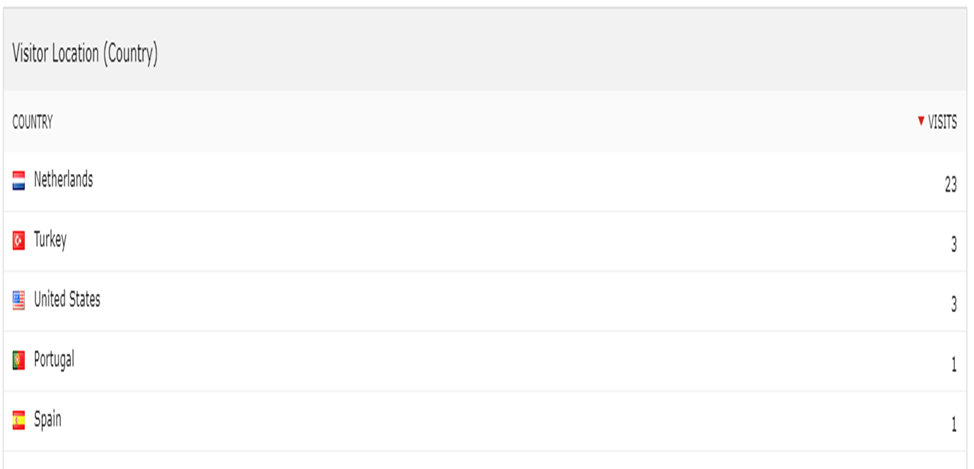 Visitor Location (Country)
COUNTRY ▼ VISITS
Netherlands 23
Turkey 3
United States 3
Portugal 1
Spain 1